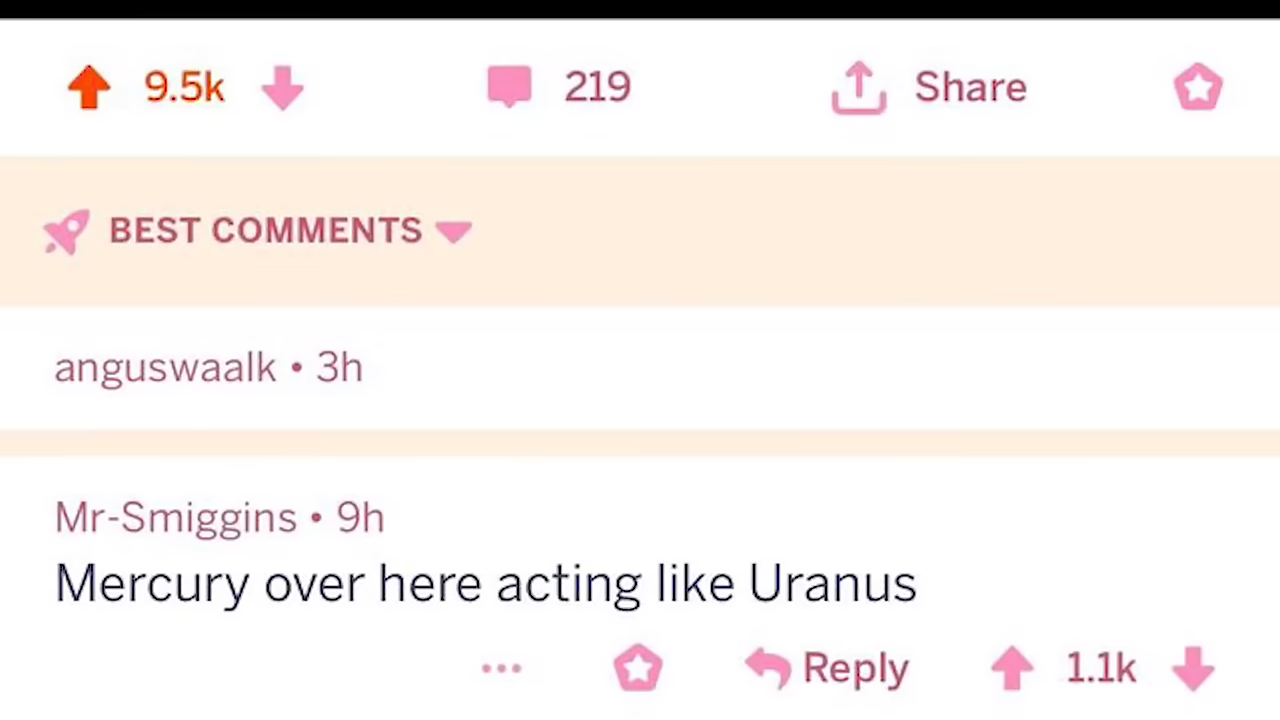 9.5k 219 Share
BEST COMMENTS
anguswaalk • 3h
Mr-Smiggins • 9h
Mercury over here acting like Uranus
... Reply 1.1k